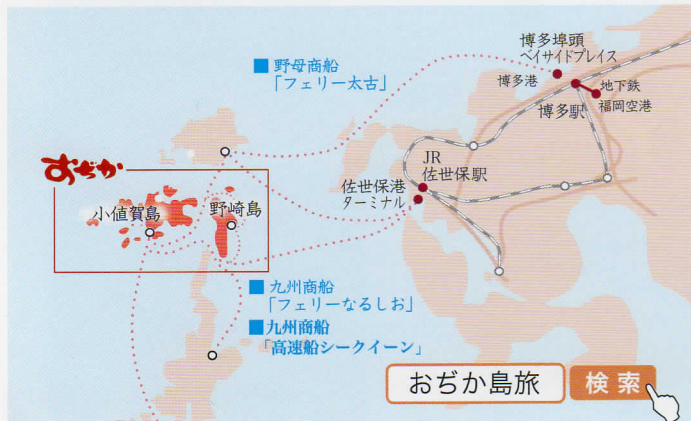 博多埠頭
ベイサイドプレイス
博多港
地下鉄
福岡空港
博多駅
■野母商船
「フェリー太古」
おぢか
小値賀島
野崎島
JR
佐世保駅
佐世保港
ターミナル
■九州商船
「フェリーなるしお」
■九州商船
「高速船シークイーン」
おぢか島旅
検索